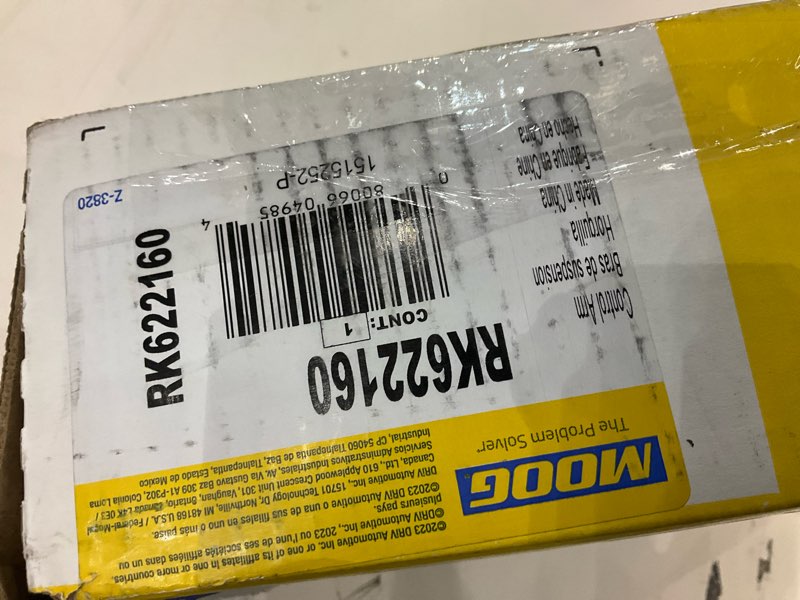 MOOG
The Problem Solver™
©2023 DRiV Automotive Inc. or one of its affiliates in one or more countries.
©2023 DRiV Automotive Inc., 2023, ou l'une de ses sociétés affiliées dans un ou plusieurs pays.
©2023 DRiV Automotive o una de sus filiales en uno o más países.
DRiV Automotive Inc., 15701 Technology Crescent Unit 301, Vaughan, Ontario, Canada L4K 0E3 / Federal-Mogul
Canada, Ltd. 610 Applewood Crescent
Northville, MI 48168 U.S.A. /
Servicios Administrativos Industriales, Av. Gustavo Baz 309 A1-P302, Colonia Loma
Industrial, CP 54060 Tlalnepantla de Baz, Tlalnepantla, Estado de Mexico
RK622160
CONT: 1
0 80066 04985 4
1515252-P
Control Arm
Bras de suspension
Horquilla
Made in China
Fabriqué en Chine
Hecho en China
RK622160
Z-3820